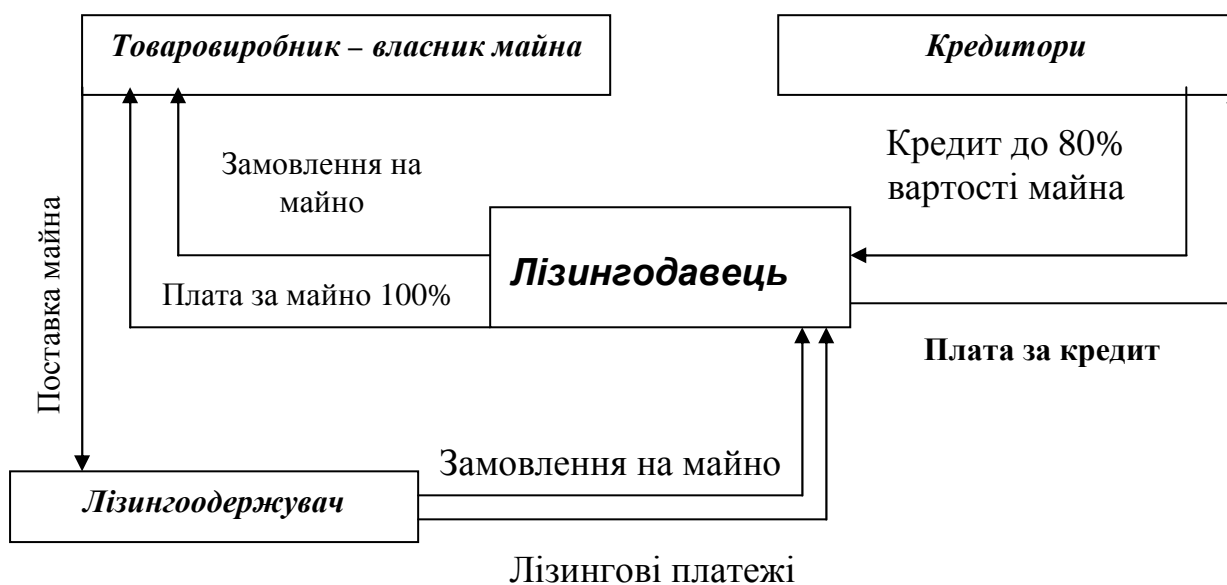 Товаровиробник – власник майна
Кредитори
Кредит до 80%
вартості майна
Замовлення на
майно
Лізингодавець
Плата за майно 100%
Плата за кредит
Поставка майна
Замовлення на майно
Лізингоодержувач
Лізингові платежі